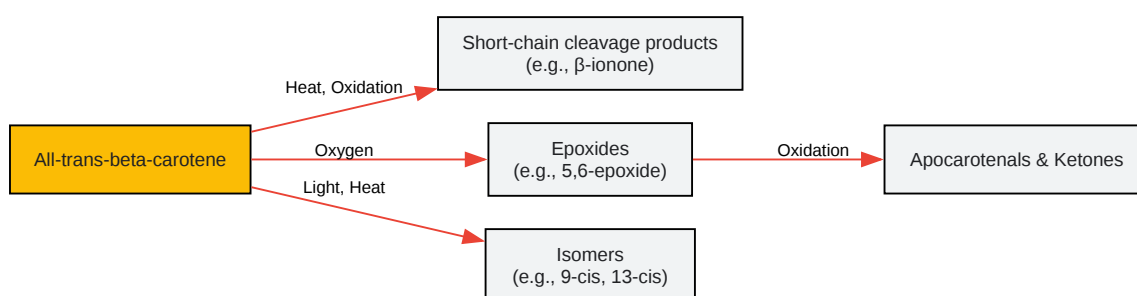 Short-chain cleavage products
(e.g., β-ionone)
Heat, Oxidation
All-trans-beta-carotene
Oxygen
Epoxides
(e.g., 5,6-epoxide)
Oxidation
Apocarotenals & Ketones
Light, Heat
Isomers
(e.g., 9-cis, 13-cis)